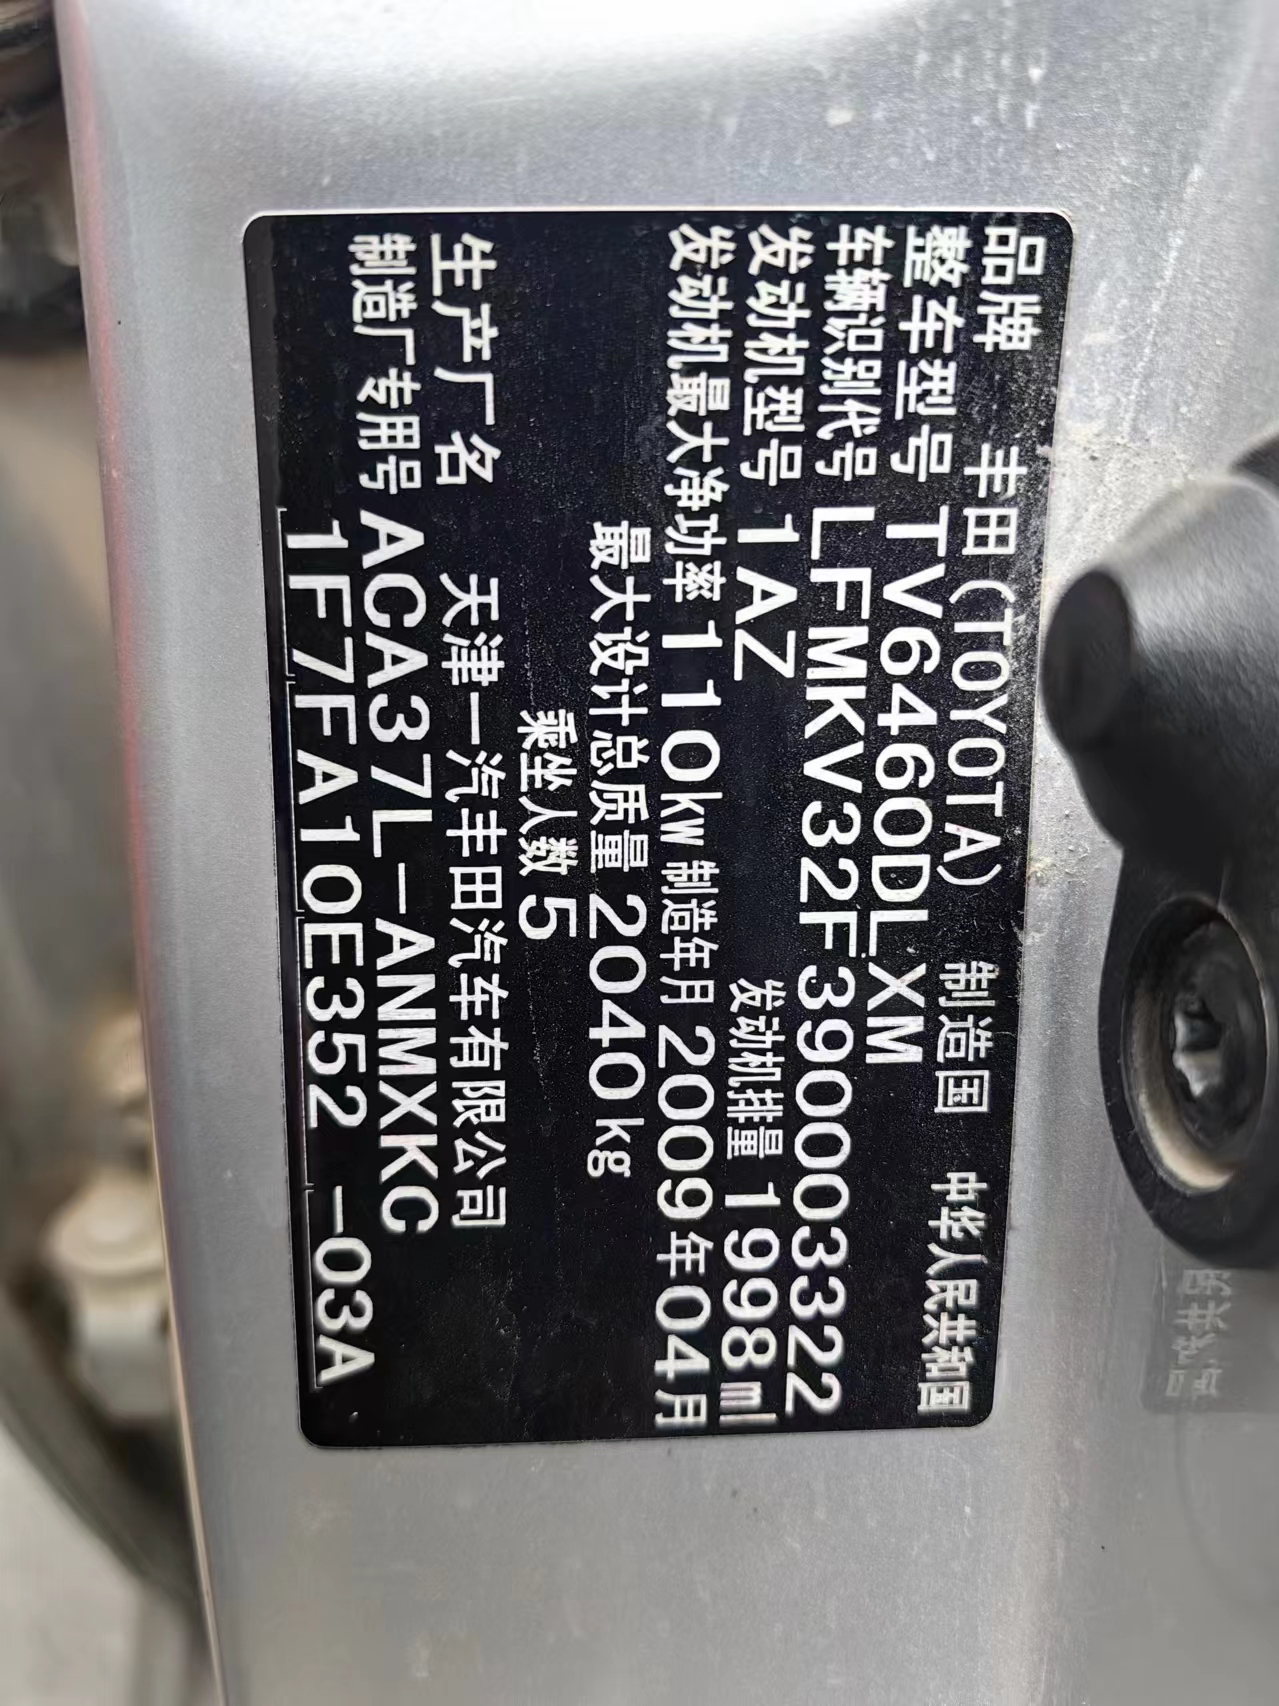 品牌 丰田(TOYOTA) 制造国 中华人民共和国
整车型号 TV6460DLXM
车辆识别代号 LFMKV32F390003322
发动机型号 1AZ 发动机排量 1998ml
发动机最大净功率 110kW 制造年月 2009年04月
最大设计总质量 2040kg
乘坐人数 5
生产厂名 天津一汽丰田汽车有限公司
制造厂专用号 ACA37L-ANMXKC
1F7FA10E352 -03A